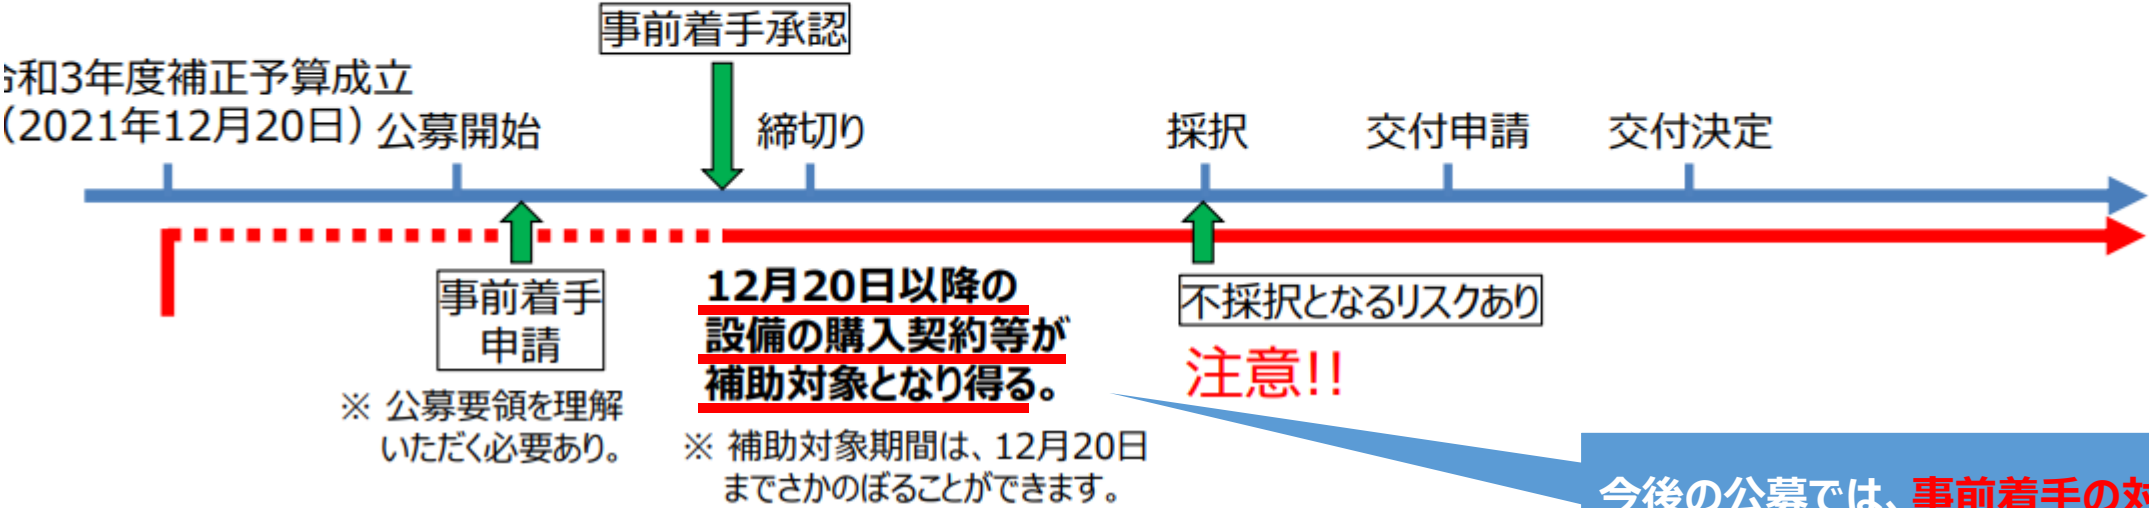 事前着手承認
和3年度補正予算成立
（2021年12月20日）
公募開始
締切り
採択
交付申請
交付決定
事前着手
申請
※ 公募要領を理解
いただく必要あり。
12月20日以降の
設備の購入契約等が
補助対象となり得る。
※ 補助対象期間は、12月20日
までさかのぼることができます。
不採択となるリスクあり
注意!!
今後の公募では、事前着手の対